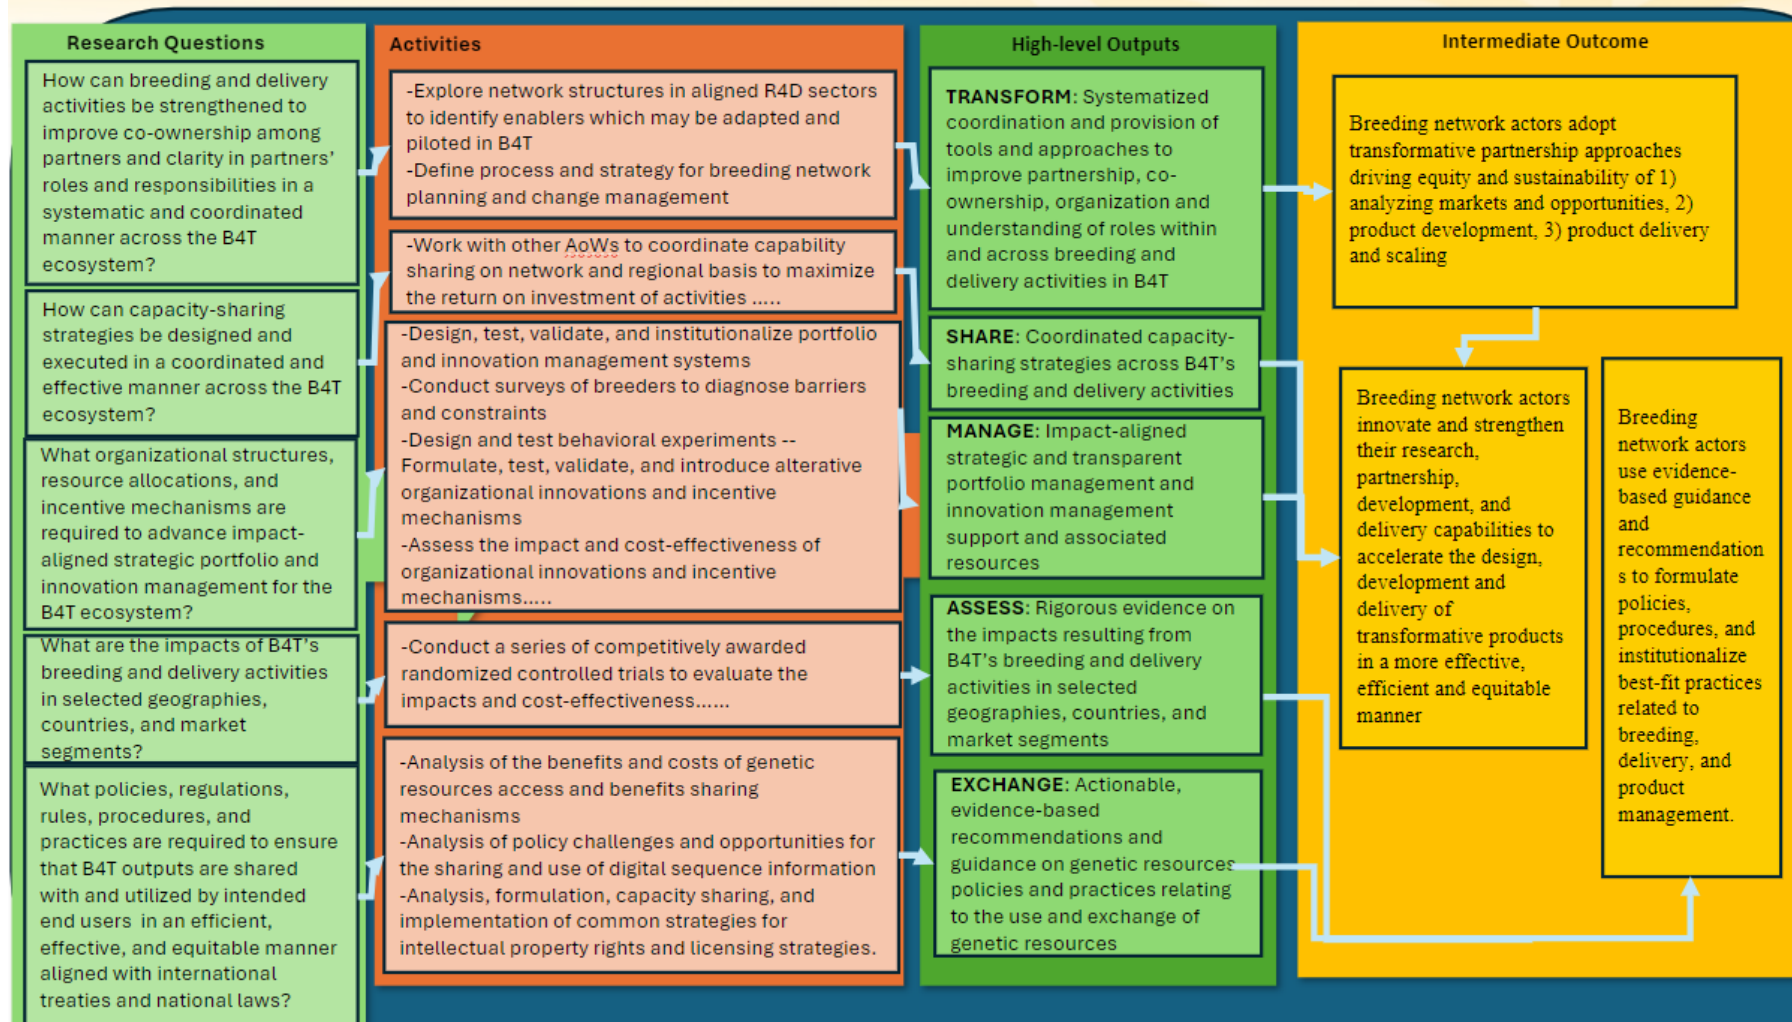 Research Questions
How can breeding and delivery
activities be strengthened to
improve co-ownership among
partners and clarity in partners'
roles and responsibilities in a
systematic and coordinated
manner across the B4T
ecosystem?
How can capacity-sharing
strategies be designed and
executed in a coordinated and
effective manner across the B4T
ecosystem?
What organizational structures,
resource allocations, and
incentive mechanisms are
required to advance impact-
aligned strategic portfolio and
innovation management for the
B4T ecosystem?
What are the impacts of B4T's
breeding and delivery activities
in selected geographies,
countries, and market
segments?
What policies, regulations,
rules, procedures, and
practices are required to ensure
that B4T outputs are shared
with and utilized by intended
end users in an efficient,
effective, and equitable manner
aligned with international
treaties and national laws?
Activities
-Explore network structures in aligned R4D sectors
to identify enablers which may be adapted and
piloted in B4T
-Define process and strategy for breeding network
planning and change management
-Work with other AoWs to coordinate capability
sharing on network and regional basis to maximize
the return on investment of activities .....
-Design, test, validate, and institutionalize portfolio
and innovation management systems
-Conduct surveys of breeders to diagnose barriers
and constraints
-Design and test behavioral experiments --
Formulate, test, validate, and introduce alterative
organizational innovations and incentive
mechanisms
-Assess the impact and cost-effectiveness of
organizational innovations and incentive
mechanisms.....
-Conduct a series of competitively awarded
randomized controlled trials to evaluate the
impacts and cost-effectiveness......
-Analysis of the benefits and costs of genetic
resources access and benefits sharing
mechanisms
-Analysis of policy challenges and opportunities for
the sharing and use of digital sequence information
-Analysis, formulation, capacity sharing, and
implementation of common strategies for
intellectual property rights and licensing strategies.
High-level Outputs
TRANSFORM: Systematized
coordination and provision of
tools and approaches to
improve partnership, co-
ownership, organization and
understanding of roles within
and across breeding and
delivery activities in B4T
SHARE: Coordinated capacity-
sharing strategies across B4T's
breeding and delivery activities
MANAGE: Impact-aligned
strategic and transparent
portfolio management and
innovation management
support and associated
resources
ASSESS: Rigorous evidence on
the impacts resulting from
B4T's breeding and delivery
activities in selected
geographies, countries, and
market segments
EXCHANGE: Actionable,
evidence-based
recommendations and
guidance on genetic resources
policies and practices relating
to the use and exchange of
genetic resources
Intermediate Outcome
Breeding network actors adopt
transformative partnership approaches
driving equity and sustainability of 1)
analyzing markets and opportunities, 2)
product development, 3) product delivery
and scaling
Breeding network actors
innovate and strengthen
their research,
partnership,
development, and
delivery capabilities to
accelerate the design,
development and
delivery of
transformative products
in a more effective,
efficient and equitable
manner
Breeding
network actors
use evidence-
based guidance
and
recommendation
s to formulate
policies,
procedures, and
institutionalize
best-fit practices
related to
breeding,
delivery, and
product
management.